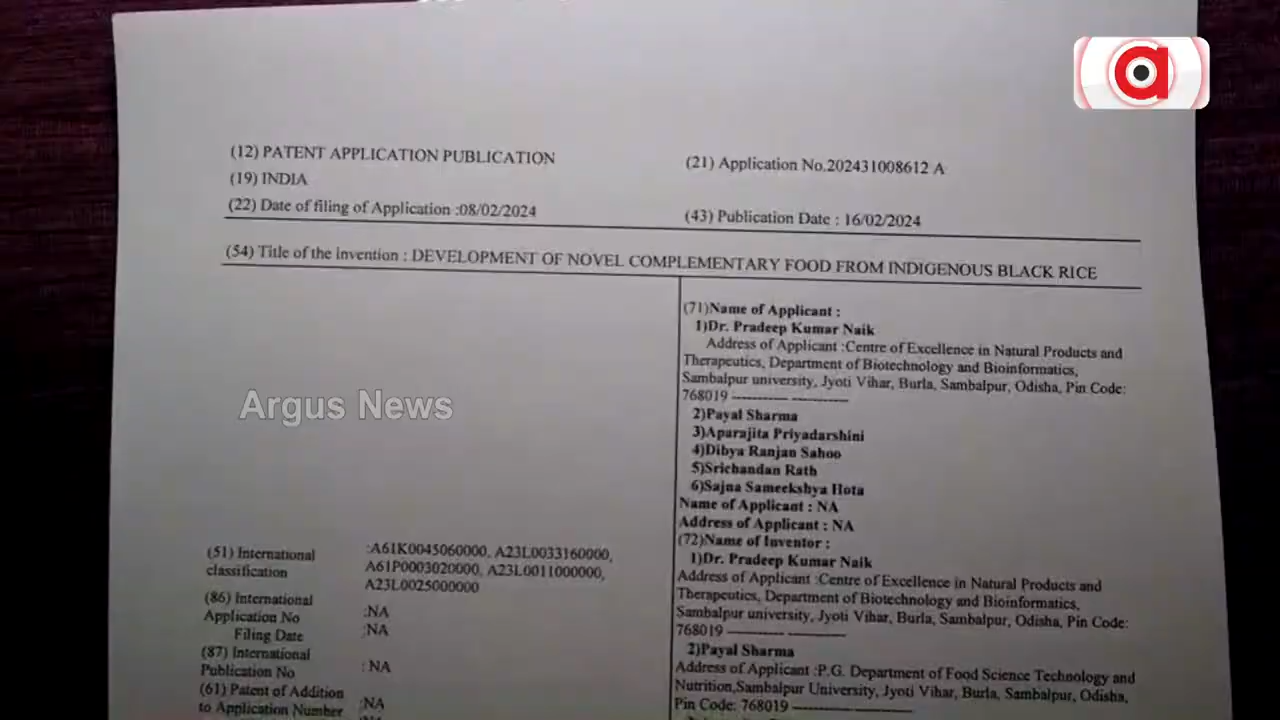 a
(12) PATENT APPLICATION PUBLICATION
(21) Application No.202431008612 A
(19) INDIA
(22) Date of filing of Application :08/02/2024
(43) Publication Date : 16/02/2024
(54) Title of the invention : DEVELOPMENT OF NOVEL COMPLEMENTARY FOOD FROM INDIGENOUS BLACK RICE
Argus News
(51) International
classification
:A61K0045060000, A23L0033160000,
A61P0003020000, A23L0011000000,
A23L0025000000
(86) International
Application No
:NA
Filing Date
:NA
(87) International
Publication No
: NA
(61) Patent of Addition
to Application Number
:NA
(71)Name of Applicant :
1)Dr. Pradeep Kumar Naik
Address of Applicant :Centre of Excellence in Natural Products and
Therapeutics, Department of Biotechnology and Bioinformatics,
Sambalpur university, Jyoti Vihar, Burla, Sambalpur, Odisha, Pin Code:
768019 ----------- -----------
2)Payal Sharma
3)Aparajita Priyadarshini
4)Dibya Ranjan Sahoo
5)Srichandan Rath
6)Sajna Sameekshya Hota
Name of Applicant : NA
Address of Applicant : NA
(72)Name of Inventor :
1)Dr. Pradeep Kumar Naik
Address of Applicant :Centre of Excellence in Natural Products and
Therapeutics, Department of Biotechnology and Bioinformatics,
Sambalpur university, Jyoti Vihar, Burla, Sambalpur, Odisha, Pin Code:
768019 ----------- -----------
2)Payal Sharma
Address of Applicant :P.G. Department of Food Science Technology and
Nutrition,Sambalpur University, Jyoti Vihar, Burla, Sambalpur, Odisha,
Pin Code: 768019 ----------- -----------